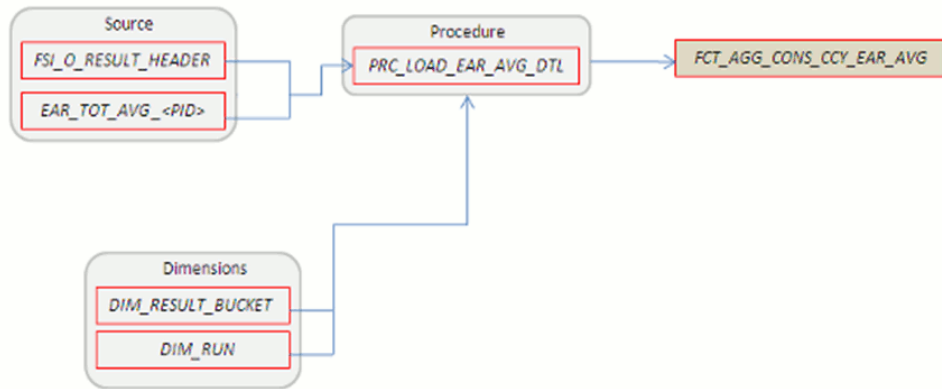 Source
FSI_O_RESULT_HEADER
EAR_TOT_AVG_<PID>
Procedure
PRC_LOAD_EAR_AVG_DTL
FCT_AGG_CONS_CCY_EAR_AVG
Dimensions
DIM_RESULT_BUCKET
DIM_RUN